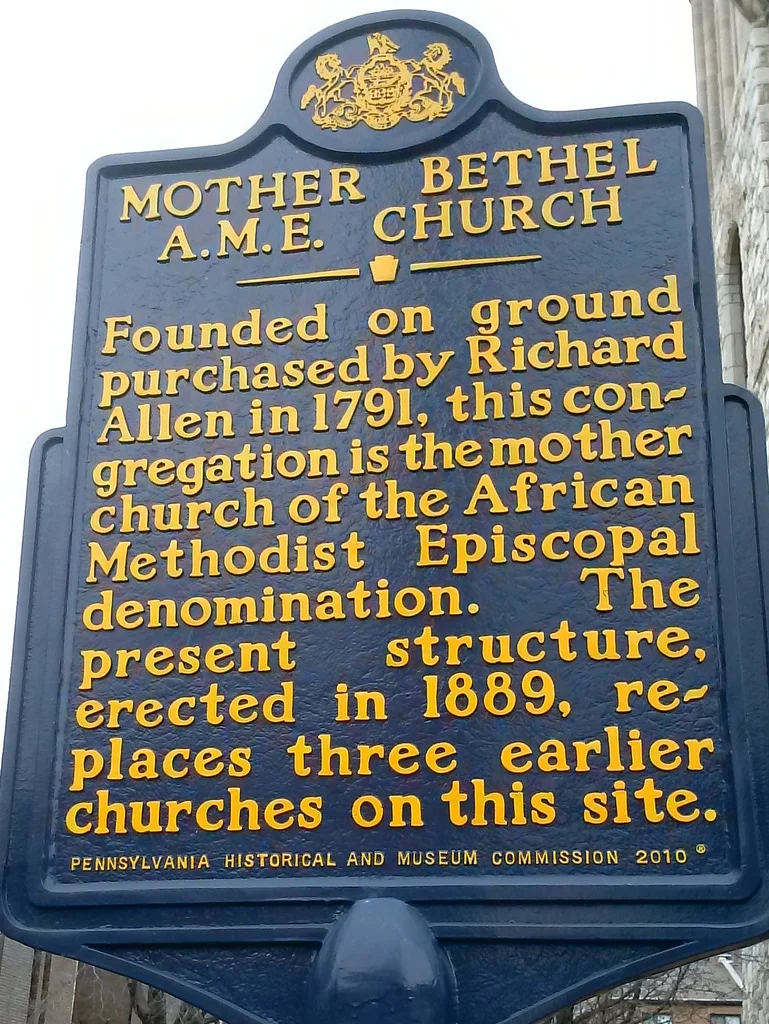 MOTHER BETHEL
A.M.E. CHURCH
Founded on ground
purchased by Richard
Allen in 1791, this con-
gregation is the mother
church of the African
Methodist Episcopal
denomination. The
present structure,
erected in 1889, re-
places three earlier
churches on this site.
PENNSYLVANIA HISTORICAL AND MUSEUM COMMISSION 2010 ®